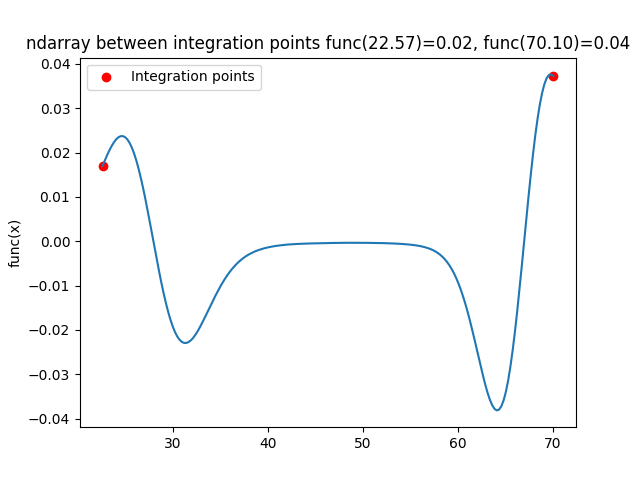 ndarray between integration points func(22.57)=0.02, func(70.10)=0.04
Integration points
func(x)
0.04
0.03
0.02
0.01
0.00
−0.01
−0.02
−0.03
−0.04
30 40 50 60 70